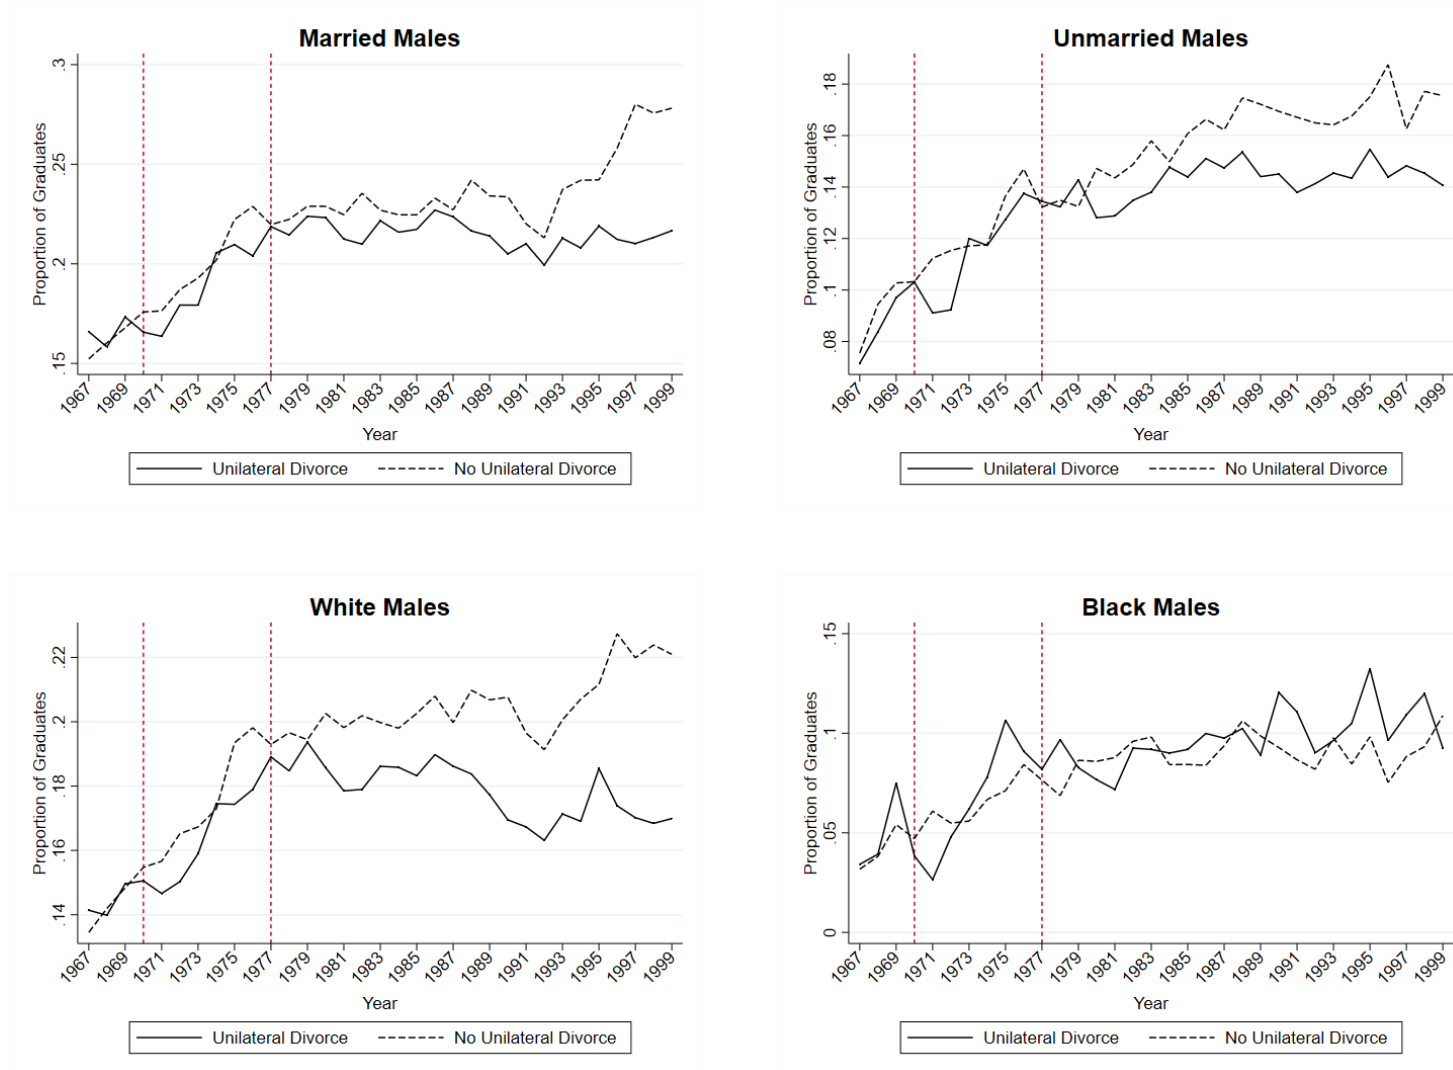 Married Males
Proportion of Graduates
.3
.25
.2
.15
1967 1969 1971 1973 1975 1977 1979 1981 1983 1985 1987 1989 1991 1993 1995 1997 1999
Year
Unilateral Divorce No Unilateral Divorce
Unmarried Males
Proportion of Graduates
.18
.16
.14
.12
.1
.08
1967 1969 1971 1973 1975 1977 1979 1981 1983 1985 1987 1989 1991 1993 1995 1997 1999
Year
Unilateral Divorce No Unilateral Divorce
White Males
Proportion of Graduates
.22
.2
.18
.16
.14
1967 1969 1971 1973 1975 1977 1979 1981 1983 1985 1987 1989 1991 1993 1995 1997 1999
Year
Unilateral Divorce No Unilateral Divorce
Black Males
Proportion of Graduates
.15
.1
.05
0
1967 1969 1971 1973 1975 1977 1979 1981 1983 1985 1987 1989 1991 1993 1995 1997 1999
Year
Unilateral Divorce No Unilateral Divorce